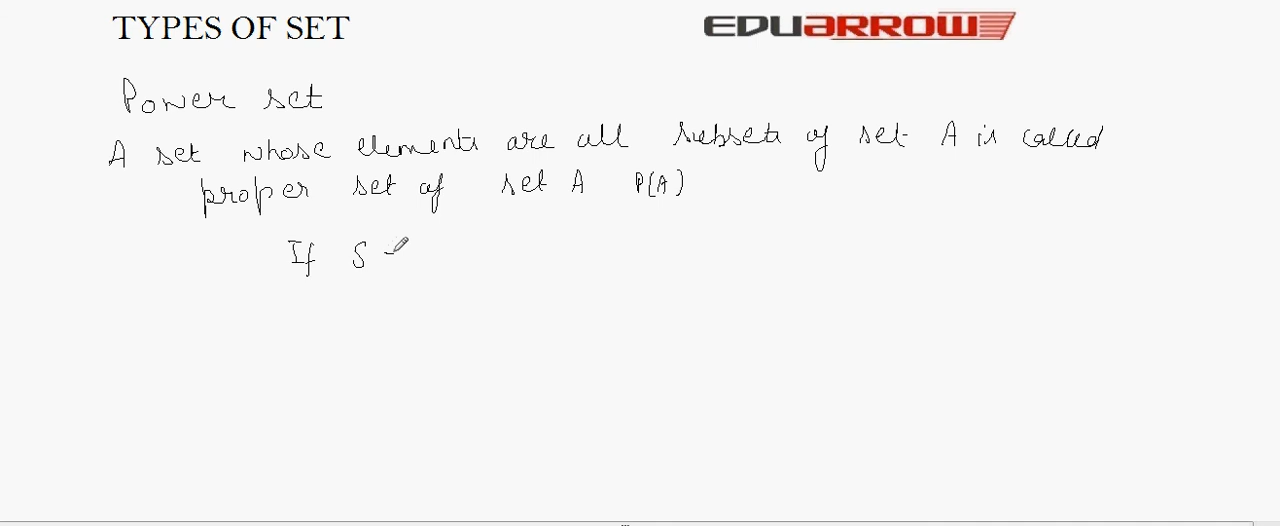 TYPES OF SET
EDUARROW
Power set
A set whose elements are all subsets of set A is called
proper set of set A P(A)
If S -